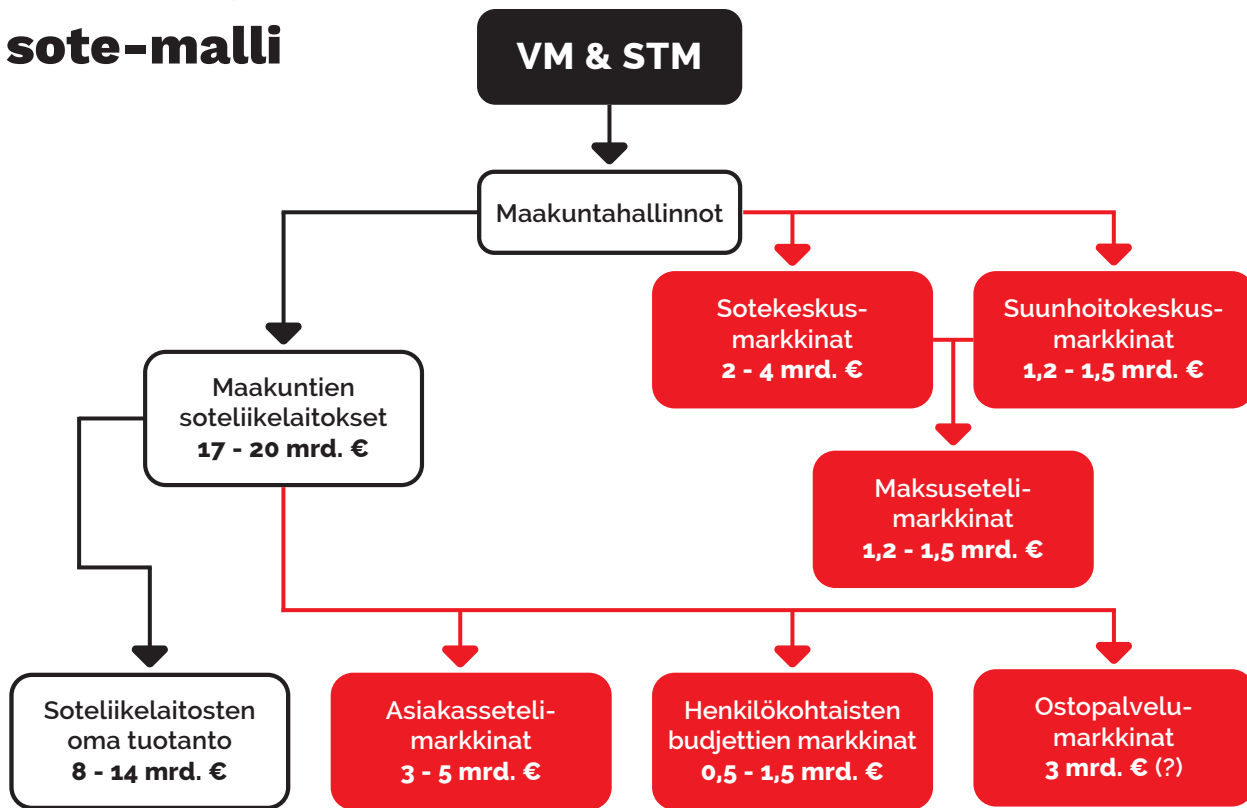 sote-malli
VM & STM
Maakuntahallinnot
Sotekeskus-
markkinat
2 - 4 mrd. €
Suunhoitokeskus-
markkinat
1,2 - 1,5 mrd. €
Maakuntien
soteliikelaitokset
17 - 20 mrd. €
Maksuseteli-
markkinat
1,2 - 1,5 mrd. €
Soteliikelaitosten
oma tuotanto
8 - 14 mrd. €
Asiakasseteli-
markkinat
3 - 5 mrd. €
Henkilökohtaisten
budjettien markkinat
0,5 - 1,5 mrd. €
Ostopalvelu-
markkinat
3 mrd. € (?)